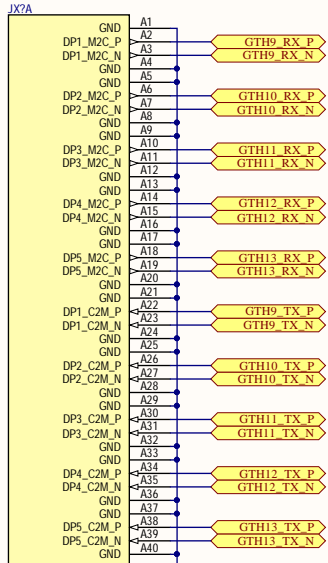 JX?A
GND A1
DP1_M2C_P A2 GTH9_RX_P
DP1_M2C_N A3 GTH9_RX_N
GND A4
GND A5
DP2_M2C_P A6 GTH10_RX_P
DP2_M2C_N A7 GTH10_RX_N
GND A8
GND A9
DP3_M2C_P A10 GTH11_RX_P
DP3_M2C_N A11 GTH11_RX_N
GND A12
GND A13
DP4_M2C_P A14 GTH12_RX_P
DP4_M2C_N A15 GTH12_RX_N
GND A16
GND A17
DP5_M2C_P A18 GTH13_RX_P
DP5_M2C_N A19 GTH13_RX_N
GND A20
GND A21
DP1_C2M_P A22 GTH9_TX_P
DP1_C2M_N A23 GTH9_TX_N
GND A24
GND A25
DP2_C2M_P A26 GTH10_TX_P
DP2_C2M_N A27 GTH10_TX_N
GND A28
GND A29
DP3_C2M_P A30 GTH11_TX_P
DP3_C2M_N A31 GTH11_TX_N
GND A32
GND A33
DP4_C2M_P A34 GTH12_TX_P
DP4_C2M_N A35 GTH12_TX_N
GND A36
GND A37
DP5_C2M_P A38 GTH13_TX_P
DP5_C2M_N A39 GTH13_TX_N
GND A40